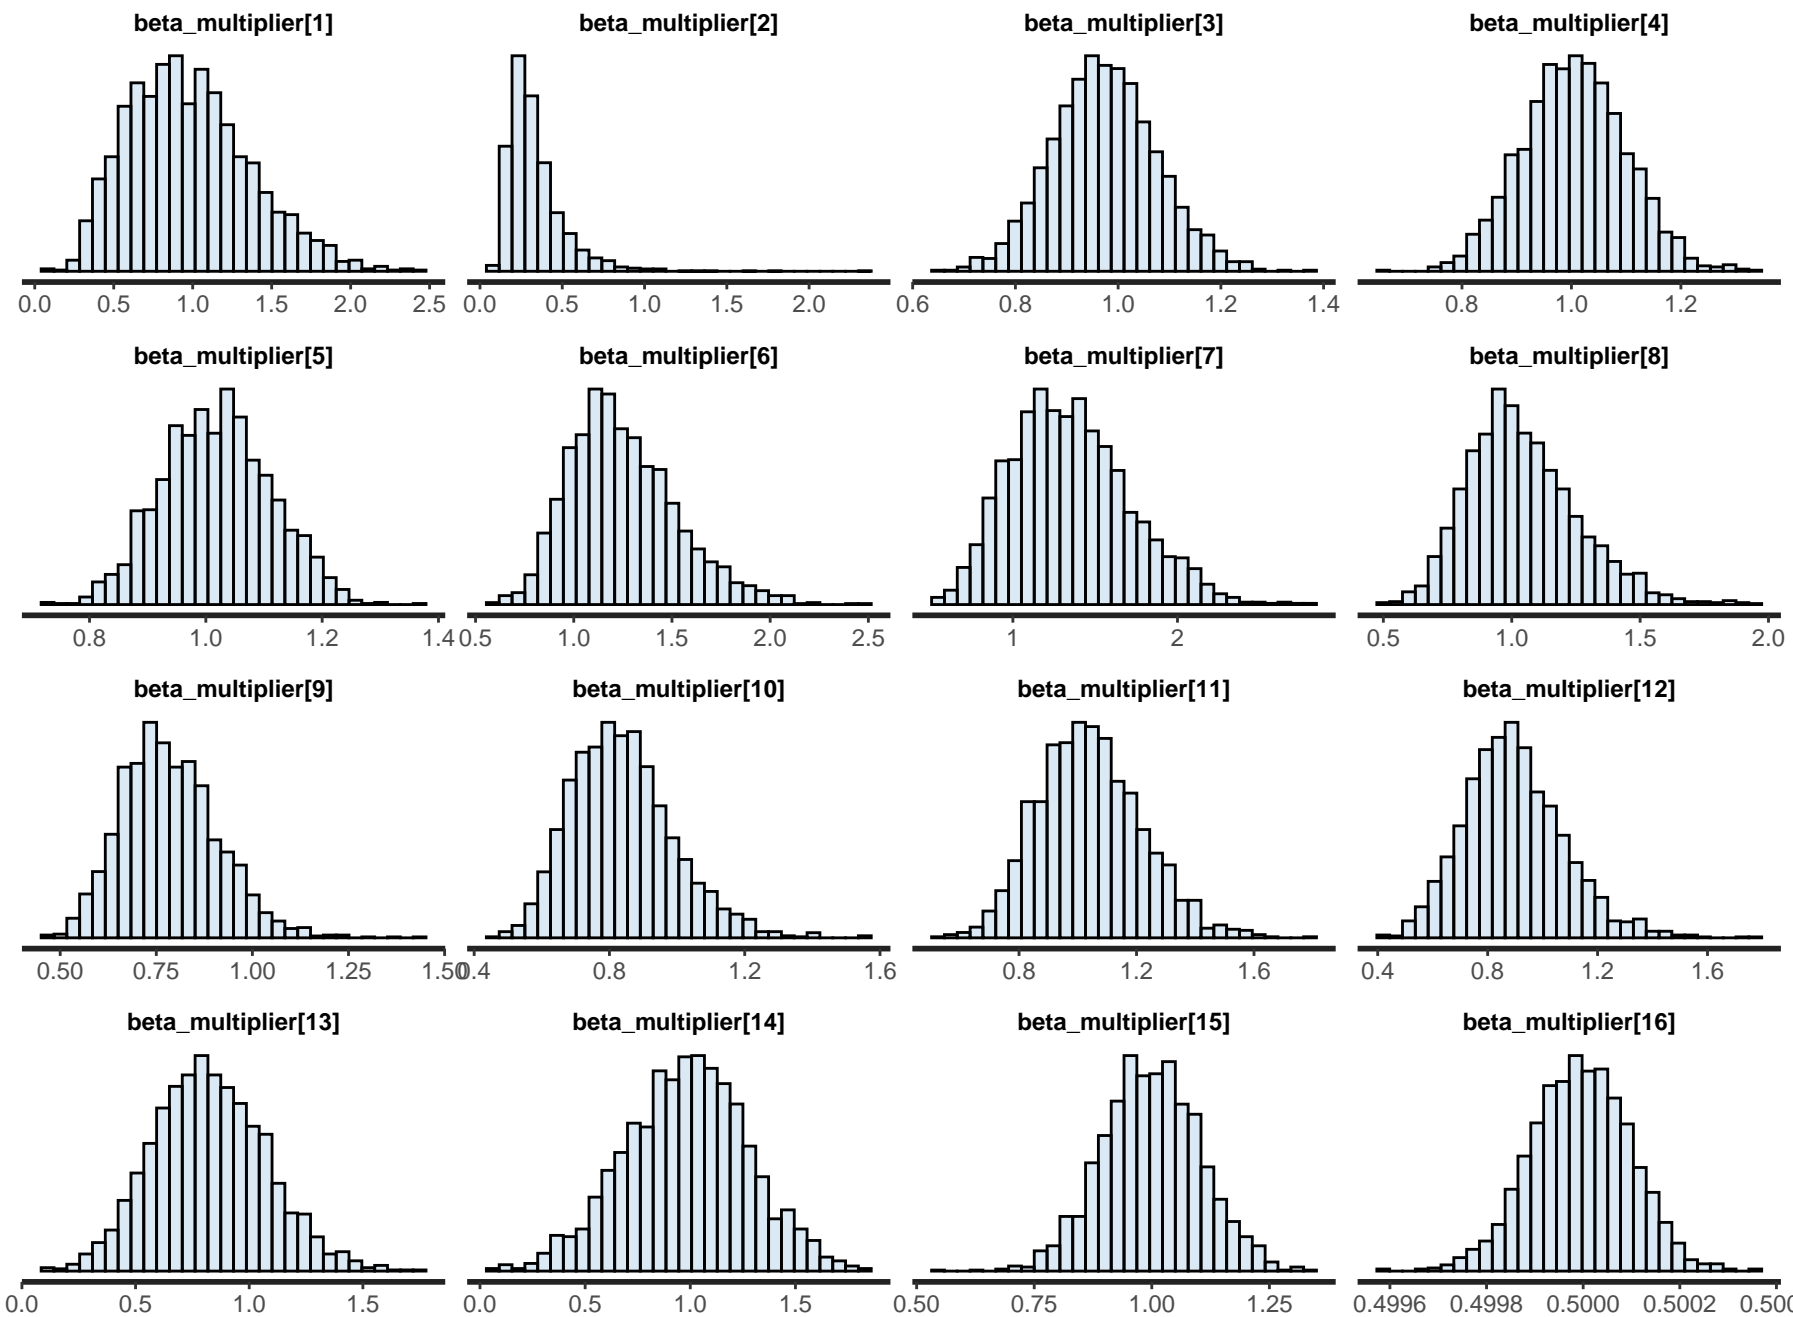 beta_multiplier[1] beta_multiplier[2] beta_multiplier[3] beta_multiplier[4]
0.0 0.5 1.0 1.5 2.0 2.5 0.0 0.5 1.0 1.5 2.0 0.6 0.8 1.0 1.2 1.4 0.8 1.0 1.2
beta_multiplier[5] beta_multiplier[6] beta_multiplier[7] beta_multiplier[8]
0.8 1.0 1.2 1.4 0.5 1.0 1.5 2.0 2.5 1 2 0.5 1.0 1.5 2.0
beta_multiplier[9] beta_multiplier[10] beta_multiplier[11] beta_multiplier[12]
0.50 0.75 1.00 1.25 1.50 0.4 0.8 1.2 1.6 0.8 1.2 1.6 0.4 0.8 1.2 1.6
beta_multiplier[13] beta_multiplier[14] beta_multiplier[15] beta_multiplier[16]
0.0 0.5 1.0 1.5 0.0 0.5 1.0 1.5 0.50 0.75 1.00 1.25 0.4996 0.4998 0.5000 0.5002